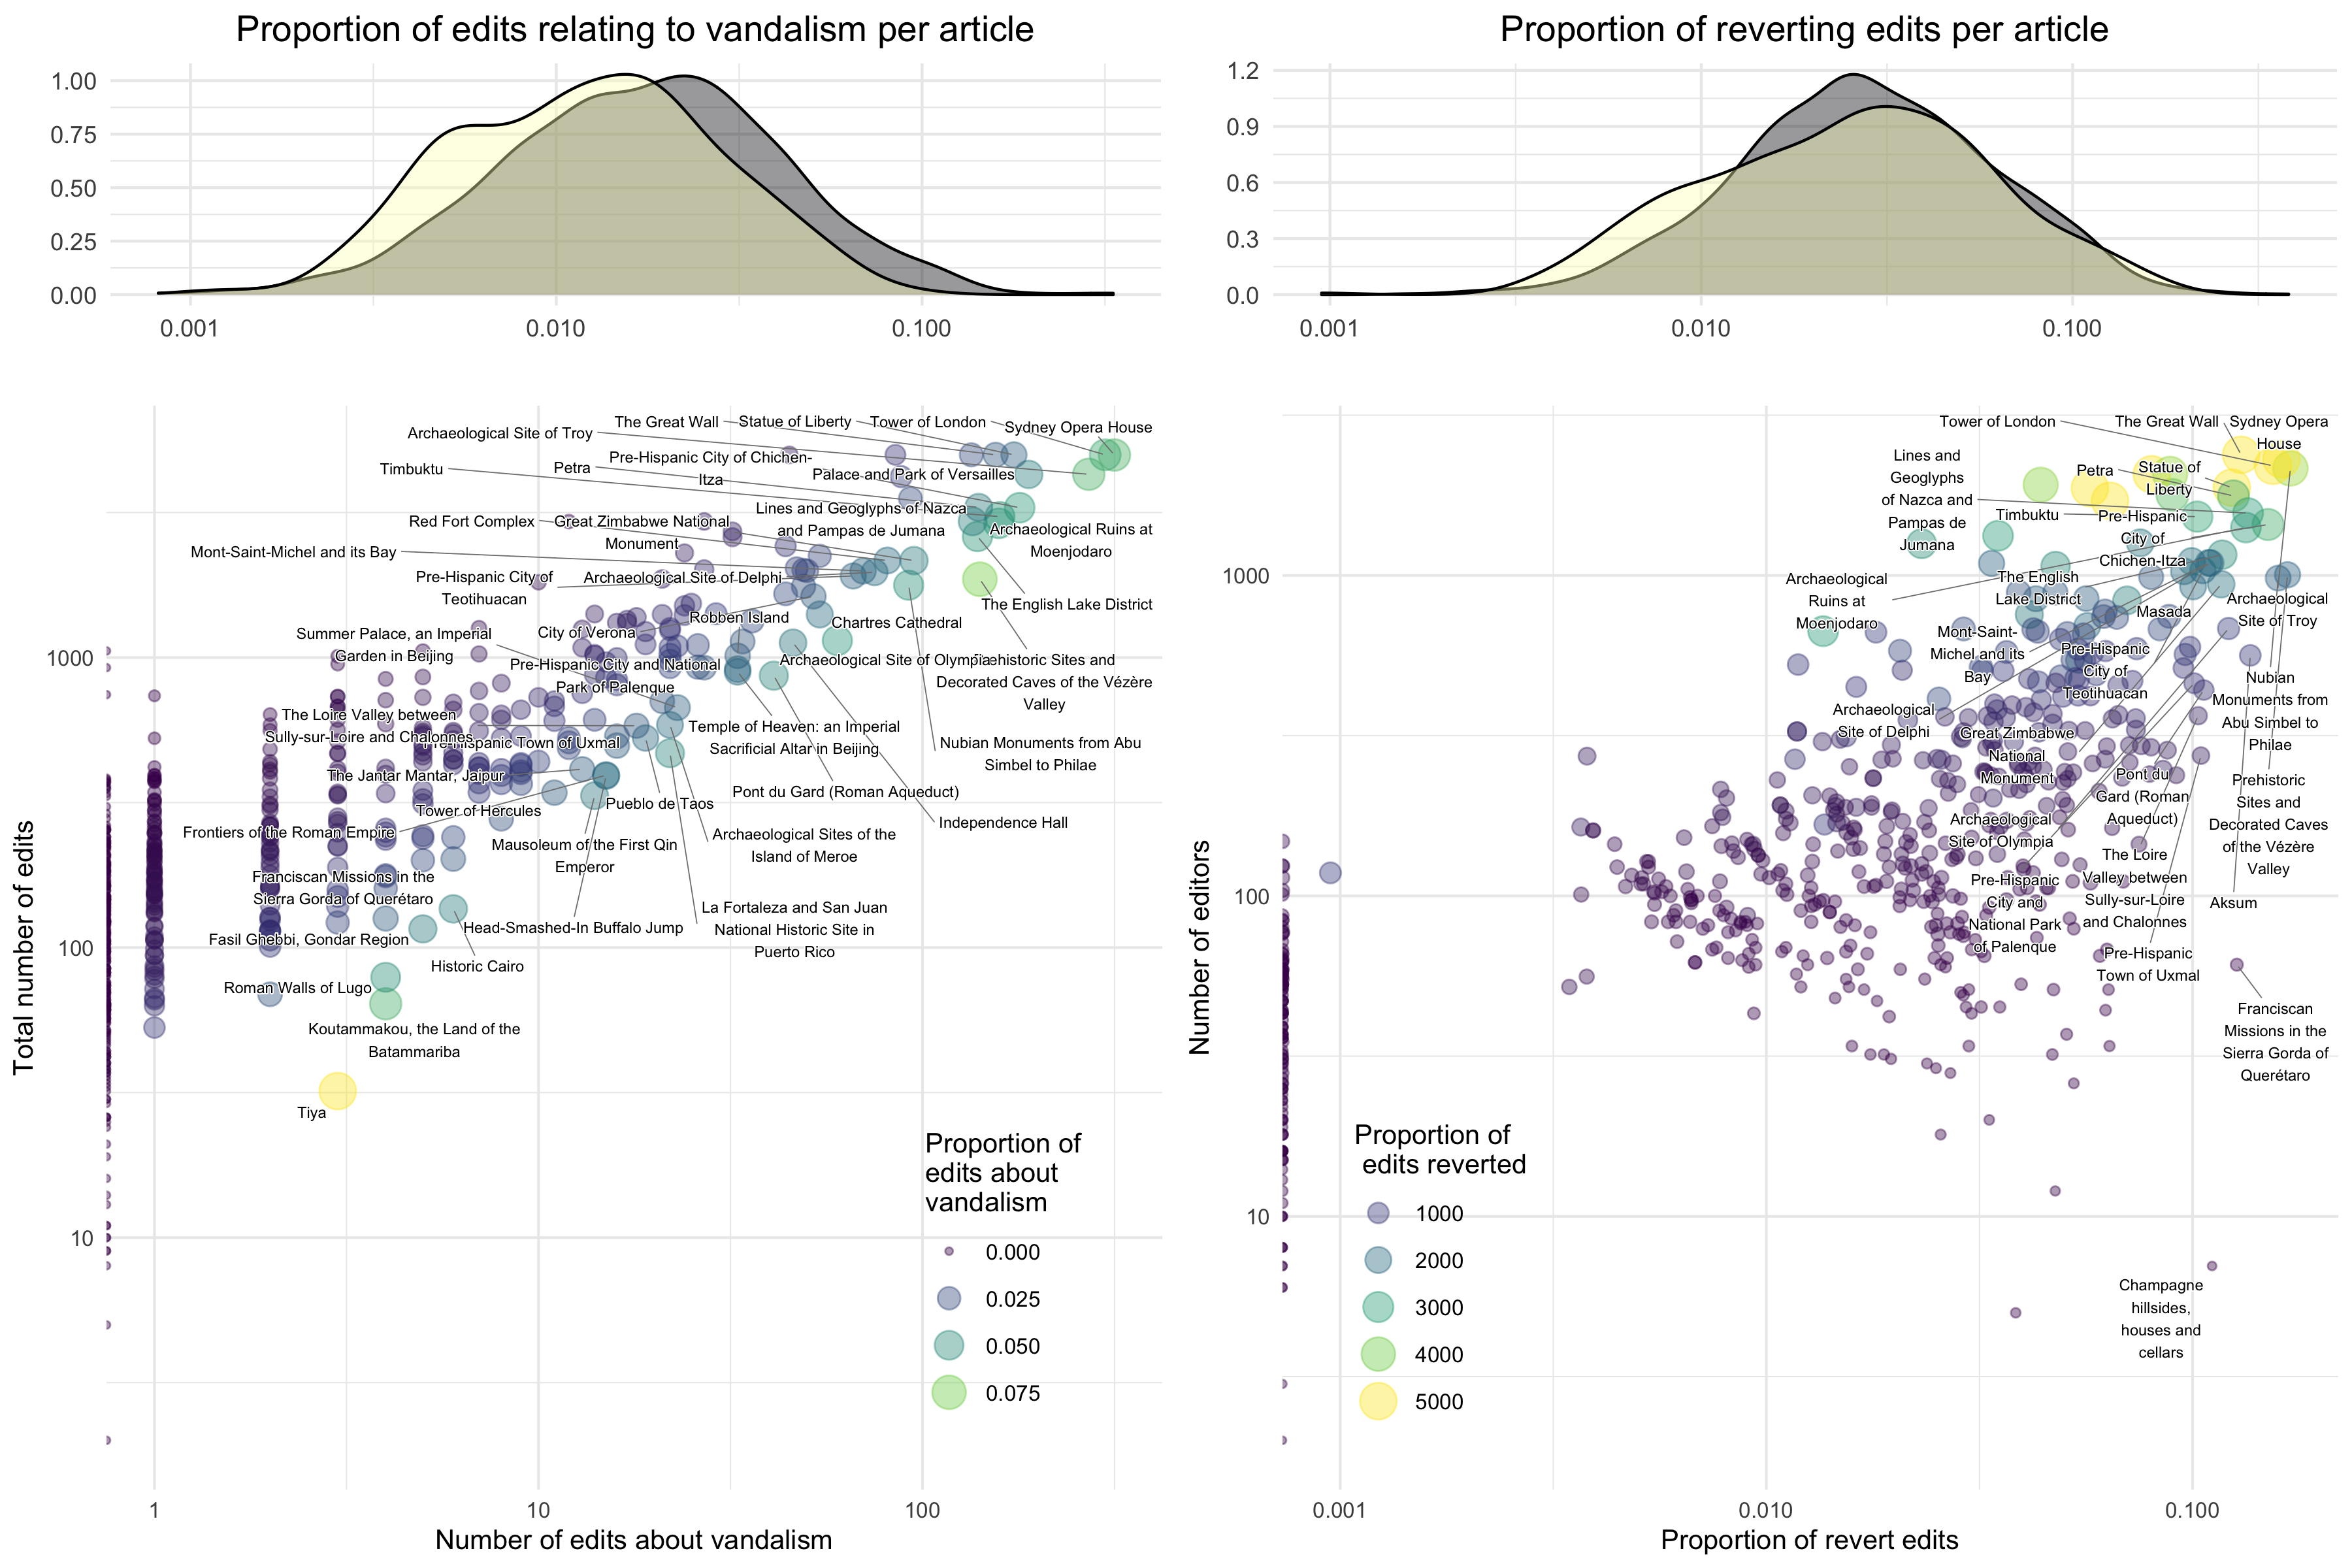 Proportion of edits relating to vandalism per article
1.00
0.75
0.50
0.25
0.00
0.001
0.010
0.100
Proportion of reverting edits per article
1.2
0.9
0.6
0.3
0.0
0.001
0.010
0.100
Total number of edits
1000
100
10
The Great Wall
Statue of Liberty
Tower of London
Sydney Opera House
Archaeological Site of Troy
Timbuktu
Petra
Pre-Hispanic City of Chichen-
Itza
Palace and Park of Versailles
Lines and Geoglyphs of Nazca
and Pampas de Jumana
Red Fort Complex
Great Zimbabwe National
Monument
Archaeological Ruins at
Moenjodaro
Mont-Saint-Michel and its Bay
Pre-Hispanic City of
Teotihuacan
Archaeological Site of Delphi
The English Lake District
Robben Island
City of Verona
Chartres Cathedral
Summer Palace, an Imperial
Garden in Beijing
Pre-Hispanic City and National
Park of Palenque
Archaeological Site of Olympia
Prehistoric Sites and
Decorated Caves of the Vézère
Valley
The Loire Valley between
Sully-sur-Loire and Chalonnes
Pre-Hispanic Town of Uxmal
Temple of Heaven: an Imperial
Sacrificial Altar in Beijing
Nubian Monuments from Abu
Simbel to Philae
The Jantar Mantar, Jaipur
Tower of Hercules
Pueblo de Taos
Pont du Gard (Roman Aqueduct)
Frontiers of the Roman Empire
Independence Hall
Mausoleum of the First Qin
Emperor
Archaeological Sites of the
Island of Meroe
Franciscan Missions in the
Sierra Gorda of Querétaro
La Fortaleza and San Juan
National Historic Site in
Puerto Rico
Head-Smashed-In Buffalo Jump
Fasil Ghebbi, Gondar Region
Historic Cairo
Roman Walls of Lugo
Koutammakou, the Land of the
Batammariba
Tiya
Proportion of
edits about
vandalism
0.000
0.025
0.050
0.075
1
10
100
Number of edits about vandalism
Number of editors
1000
100
10
Tower of London
The Great Wall
Sydney Opera
House
Lines and
Geoglyphs
of Nazca and
Pampas de
Jumana
Petra
Statue of
Liberty
Timbuktu
Pre-Hispanic
City of
Chichen-Itza
Archaeological
Ruins at
Moenjodaro
The English
Lake District
Masada
Archaeological
Site of Troy
Mont-Saint-
Michel and its
Bay
Pre-Hispanic
City of
Teotihuacan
Nubian
Monuments from
Abu Simbel to
Philae
Archaeological
Site of Delphi
Great Zimbabwe
National
Monument
Pont du
Gard (Roman
Aqueduct)
Prehistoric
Sites and
Decorated Caves
of the Vézère
Valley
Archaeological
Site of Olympia
The Loire
Valley between
Sully-sur-Loire
and Chalonnes
Pre-Hispanic
City and
National Park
of Palenque
Aksum
Pre-Hispanic
Town of Uxmal
Franciscan
Missions in the
Sierra Gorda of
Querétaro
Champagne
hillsides,
houses and
cellars
Proportion of
edits reverted
1000
2000
3000
4000
5000
0.001
0.010
0.100
Proportion of revert edits